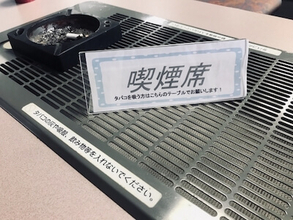 喫煙席
タバコを吸う方はこちらのテーブルでお願いします！
タバコの灰や吸殻、飲み物等を入れないでください。